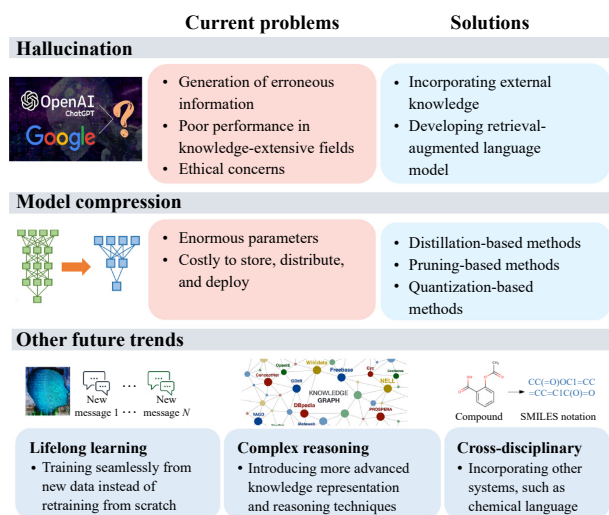 Current problems
Solutions
Hallucination
OpenAI
ChatGPT
?
Google
• Generation of erroneous
information
• Poor performance in
knowledge-extensive fields
• Ethical concerns
• Incorporating external
knowledge
• Developing retrieval-
augmented language
model
Model compression
• Enormous parameters
• Costly to store, distribute,
and deploy
• Distillation-based methods
• Pruning-based methods
• Quantization-based
methods
Other future trends
New
message 1
New
message N
Wikidata
Freebase
OpenIE
ConceptNet
NELL
KNOWLEDGE
GRAPH
DBpedia
PROSPERA
YAGO
Compound
CC(=O)OC1=CC
=CC=C1C(O)=O
SMILES notation
Lifelong learning
• Training seamlessly from
new data instead of
retraining from scratch
Complex reasoning
• Introducing more advanced
knowledge representation
and reasoning techniques
Cross-disciplinary
• Incorporating other
systems, such as
chemical language